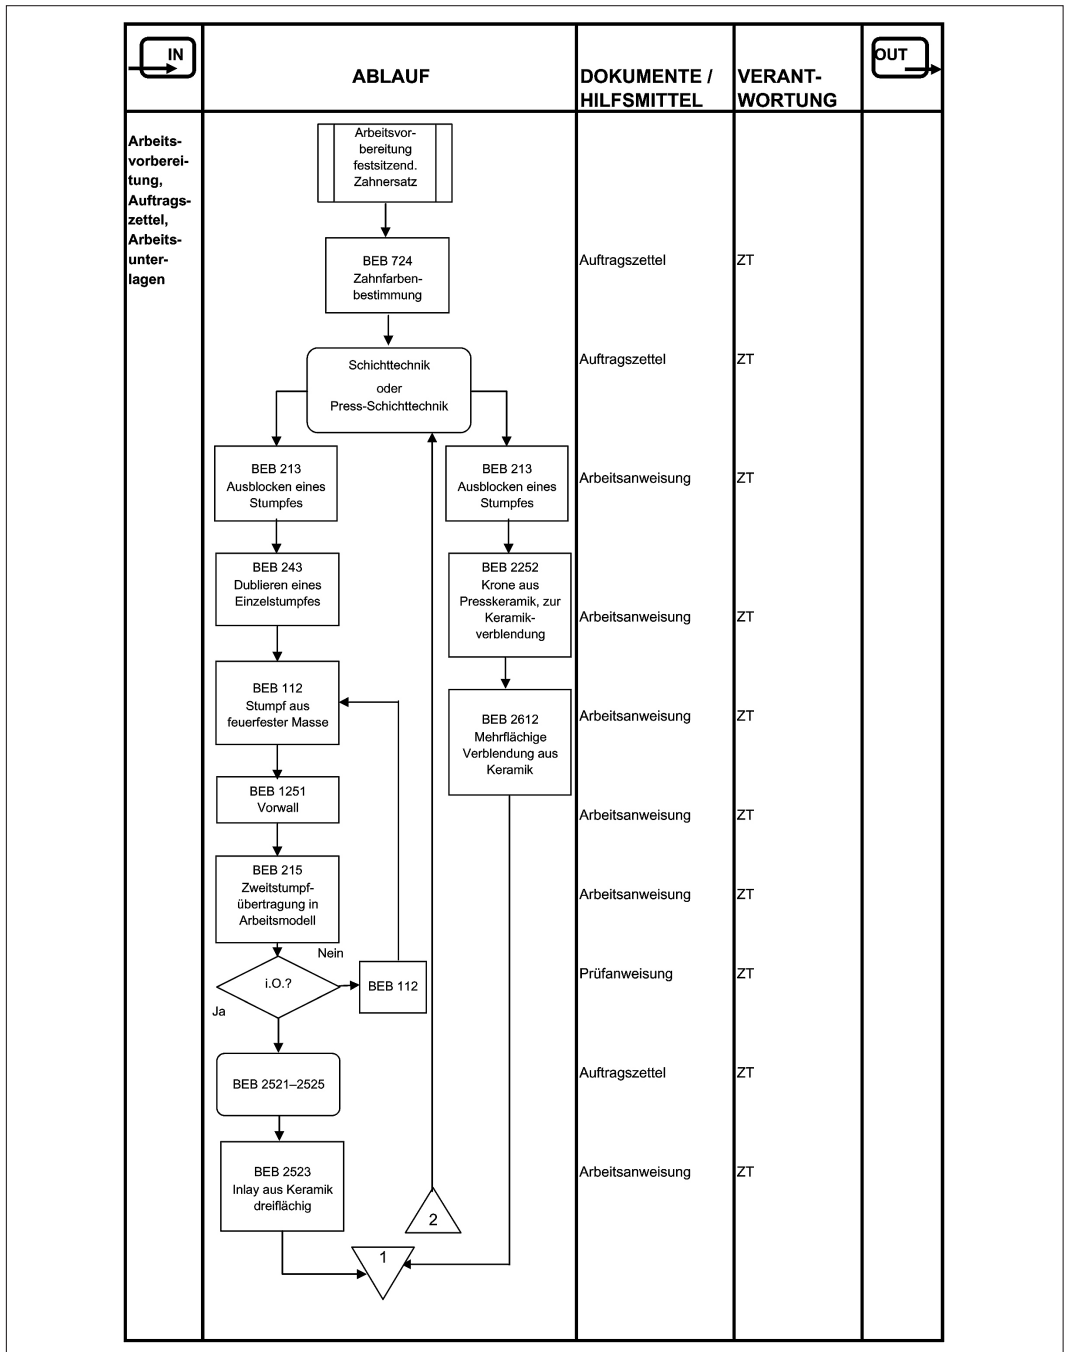 IN
ABLAUF
DOKUMENTE /
HILFSMITTEL
VERANT-
WORTUNG
OUT
Arbeits-
vorberei-
tung,
Auftrags-
zettel,
Arbeits-
unter-
lagen
Arbeitsvor-
bereitung
festsitzend.
Zahnersatz
BEB 724
Zahnfarben-
bestimmung
Auftragszettel
ZT
Schichttechnik
oder
Press-Schichttechnik
Auftragszettel
ZT
BEB 213
Ausblocken eines
Stumpfes
BEB 213
Ausblocken eines
Stumpfes
Arbeitsanweisung
ZT
BEB 243
Dublieren eines
Einzelstumpfes
BEB 2252
Krone aus
Presskeramik, zur
Keramik-
verblendung
Arbeitsanweisung
ZT
BEB 112
Stumpf aus
feuerfester Masse
BEB 2612
Mehrflächige
Verblendung aus
Keramik
Arbeitsanweisung
ZT
BEB 1251
Vorwall
Arbeitsanweisung
ZT
BEB 215
Zweitstumpf-
übertragung in
Arbeitsmodell
Arbeitsanweisung
ZT
Nein
i.O.?
BEB 112
Ja
Prüfanweisung
ZT
BEB 2521–2525
Auftragszettel
ZT
BEB 2523
Inlay aus Keramik
dreiflächig
Arbeitsanweisung
ZT
2
1